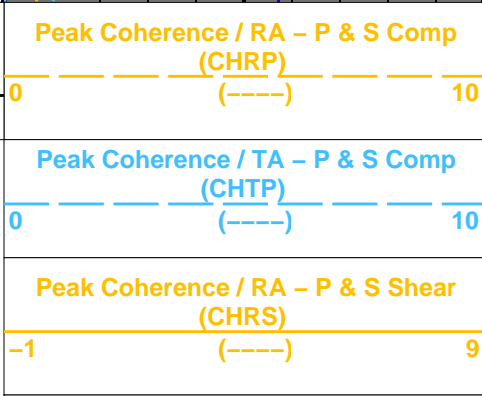 Peak Coherence / RA – P & S Comp
(CHRP)
0 (––––) 10
Peak Coherence / TA – P & S Comp
(CHTP)
0 (––––) 10
Peak Coherence / RA – P & S Shear
(CHRS)
–1 (––––) 9